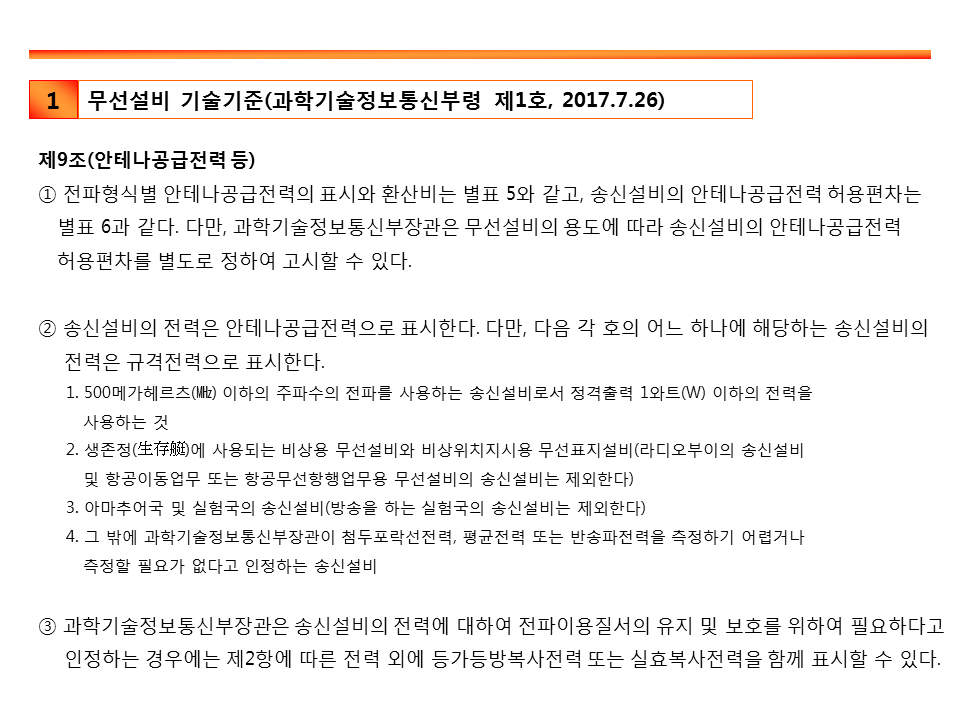 1
무선설비 기술기준(과학기술정보통신부령 제1호, 2017.7.26)
제9조(안테나공급전력 등)
① 전파형식별 안테나공급전력의 표시와 환산비는 별표 5와 같고, 송신설비의 안테나공급전력 허용편차는
별표 6과 같다. 다만, 과학기술정보통신부장관은 무선설비의 용도에 따라 송신설비의 안테나공급전력
허용편차를 별도로 정하여 고시할 수 있다.
② 송신설비의 전력은 안테나공급전력으로 표시한다. 다만, 다음 각 호의 어느 하나에 해당하는 송신설비의
전력은 규격전력으로 표시한다.
1. 500메가헤르츠(㎒) 이하의 주파수의 전파를 사용하는 송신설비로서 정격출력 1와트(W) 이하의 전력을
사용하는 것
2. 생존정(生存艇)에 사용되는 비상용 무선설비와 비상위치지시용 무선표지설비(라디오부이의 송신설비
및 항공이동업무 또는 항공무선항행업무용 무선설비의 송신설비는 제외한다)
3. 아마추어국 및 실험국의 송신설비(방송을 하는 실험국의 송신설비는 제외한다)
4. 그 밖에 과학기술정보통신부장관이 첨두포락선전력, 평균전력 또는 반송파전력을 측정하기 어렵거나
측정할 필요가 없다고 인정하는 송신설비
③ 과학기술정보통신부장관은 송신설비의 전력에 대하여 전파이용질서의 유지 및 보호를 위하여 필요하다고
인정하는 경우에는 제2항에 따른 전력 외에 등가등방복사전력 또는 실효복사전력을 함께 표시할 수 있다.